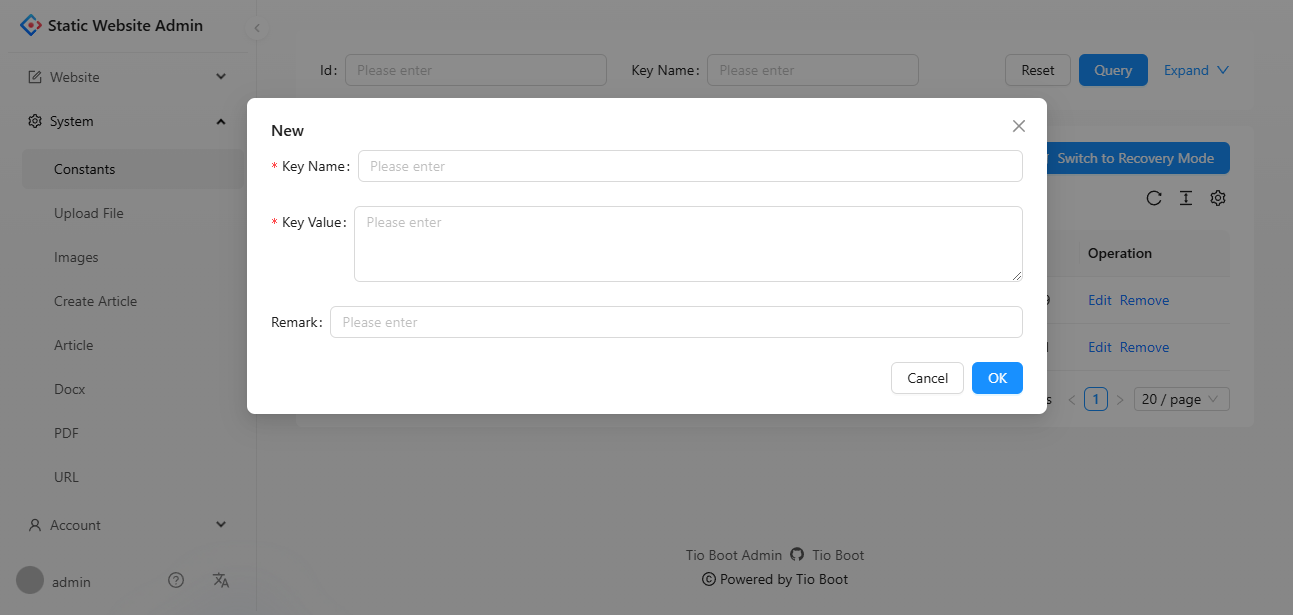 Static Website Admin
Website
System
Constants
Upload File
Images
Create Article
Article
Docx
PDF
URL
Account
admin
Id: Please enter Key Name: Please enter Reset Query Expand
New
* Key Name: Please enter
* Key Value: Please enter
Remark: Please enter
Cancel OK
Switch to Recovery Mode
Operation
Edit Remove
Edit Remove
1 20 / page
Tio Boot Admin Tio Boot
© Powered by Tio Boot